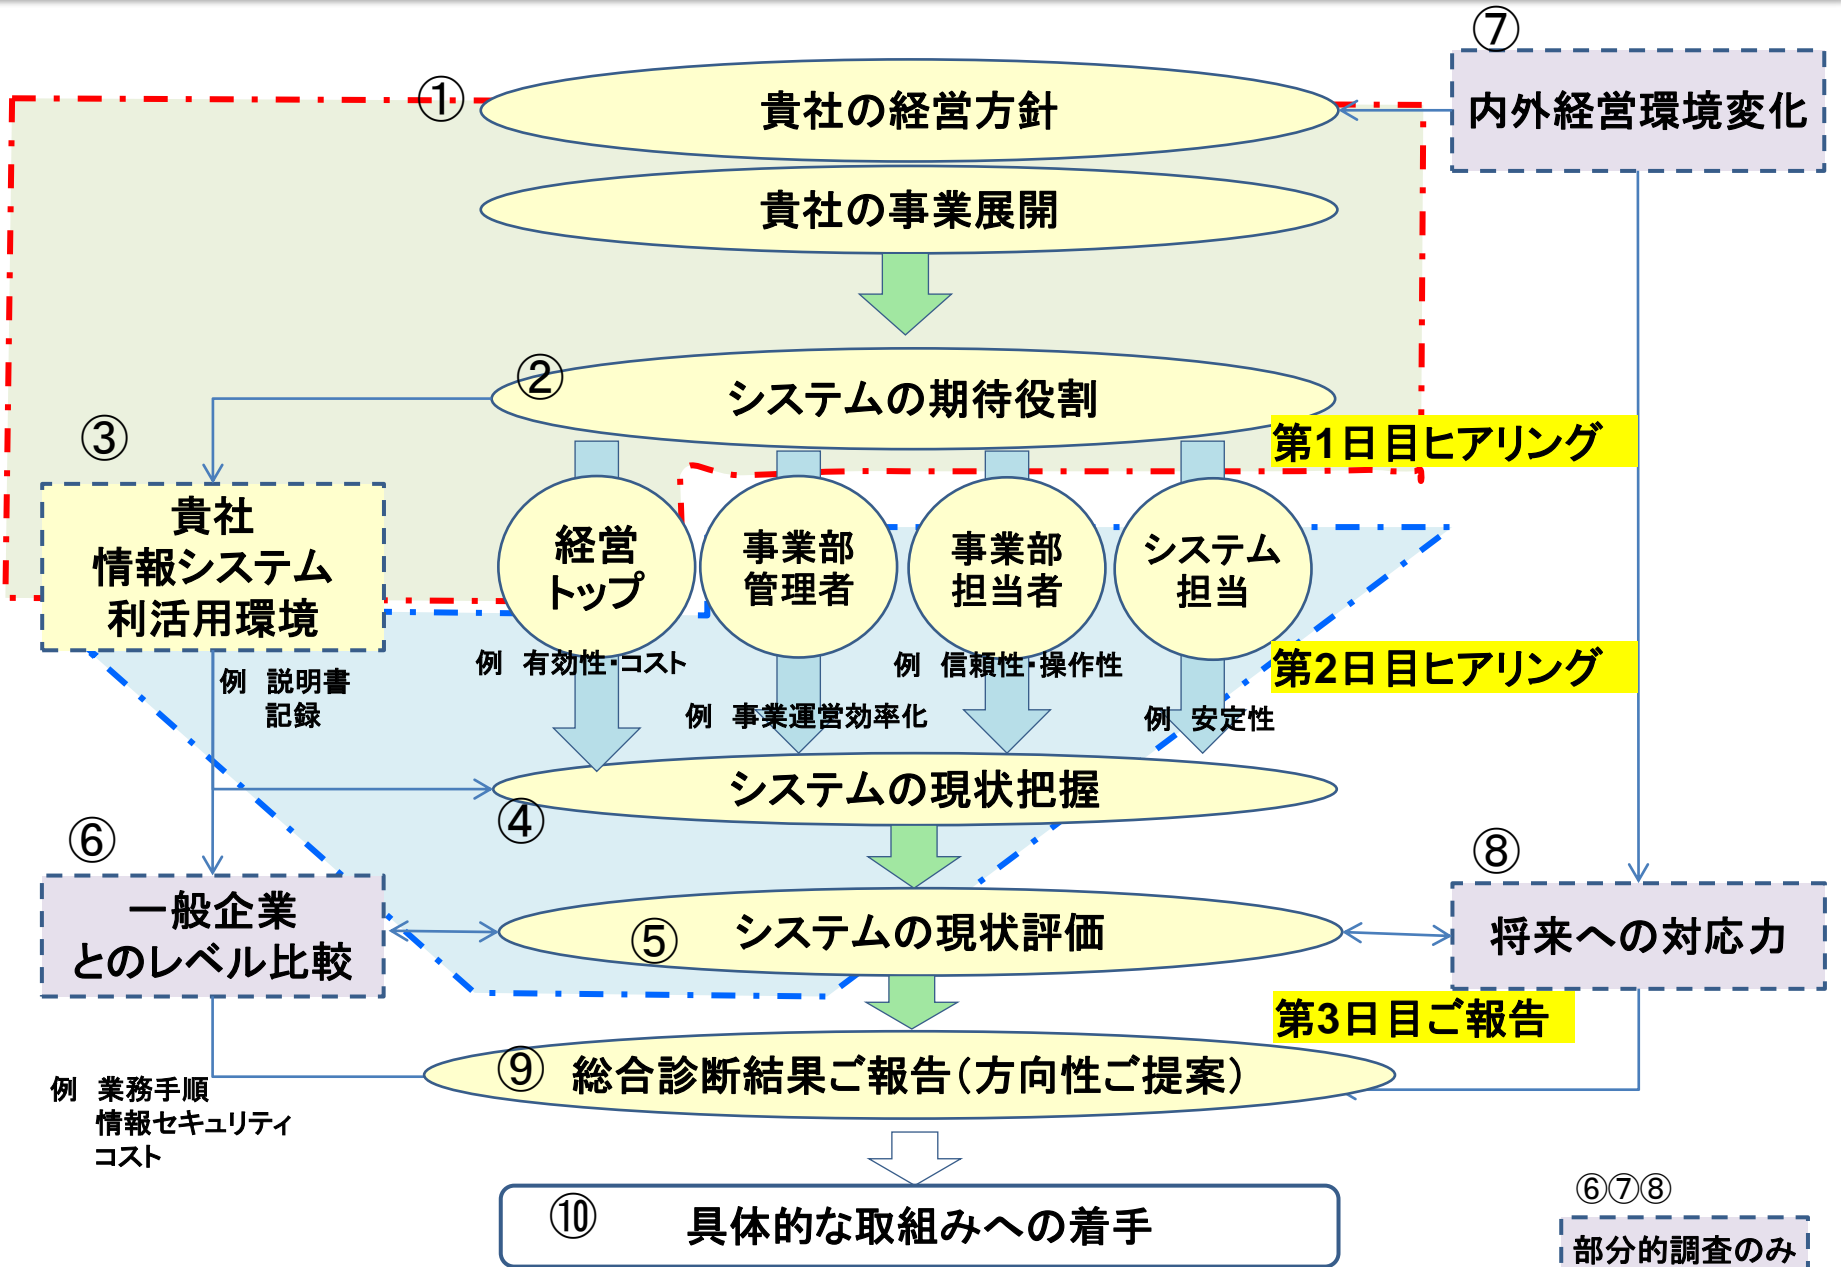 ⑦
①
貴社の経営方針
内外経営環境変化
貴社の事業展開
②
システムの期待役割
第1日目ヒアリング
③
貴社
情報システム
利活用環境
経営
トップ
事業部
管理者
事業部
担当者
システム
担当
例 有効性・コスト
例 信頼性・操作性
第2日目ヒアリング
例 説明書
記録
例 事業運営効率化
例 安定性
システムの現状把握
④
⑥
⑧
一般企業
とのレベル比較
⑤
システムの現状評価
将来への対応力
第3日目ご報告
⑨
総合診断結果ご報告(方向性ご提案)
例 業務手順
情報セキュリティ
コスト
⑩
具体的な取組みへの着手
⑥⑦⑧
部分的調査のみ